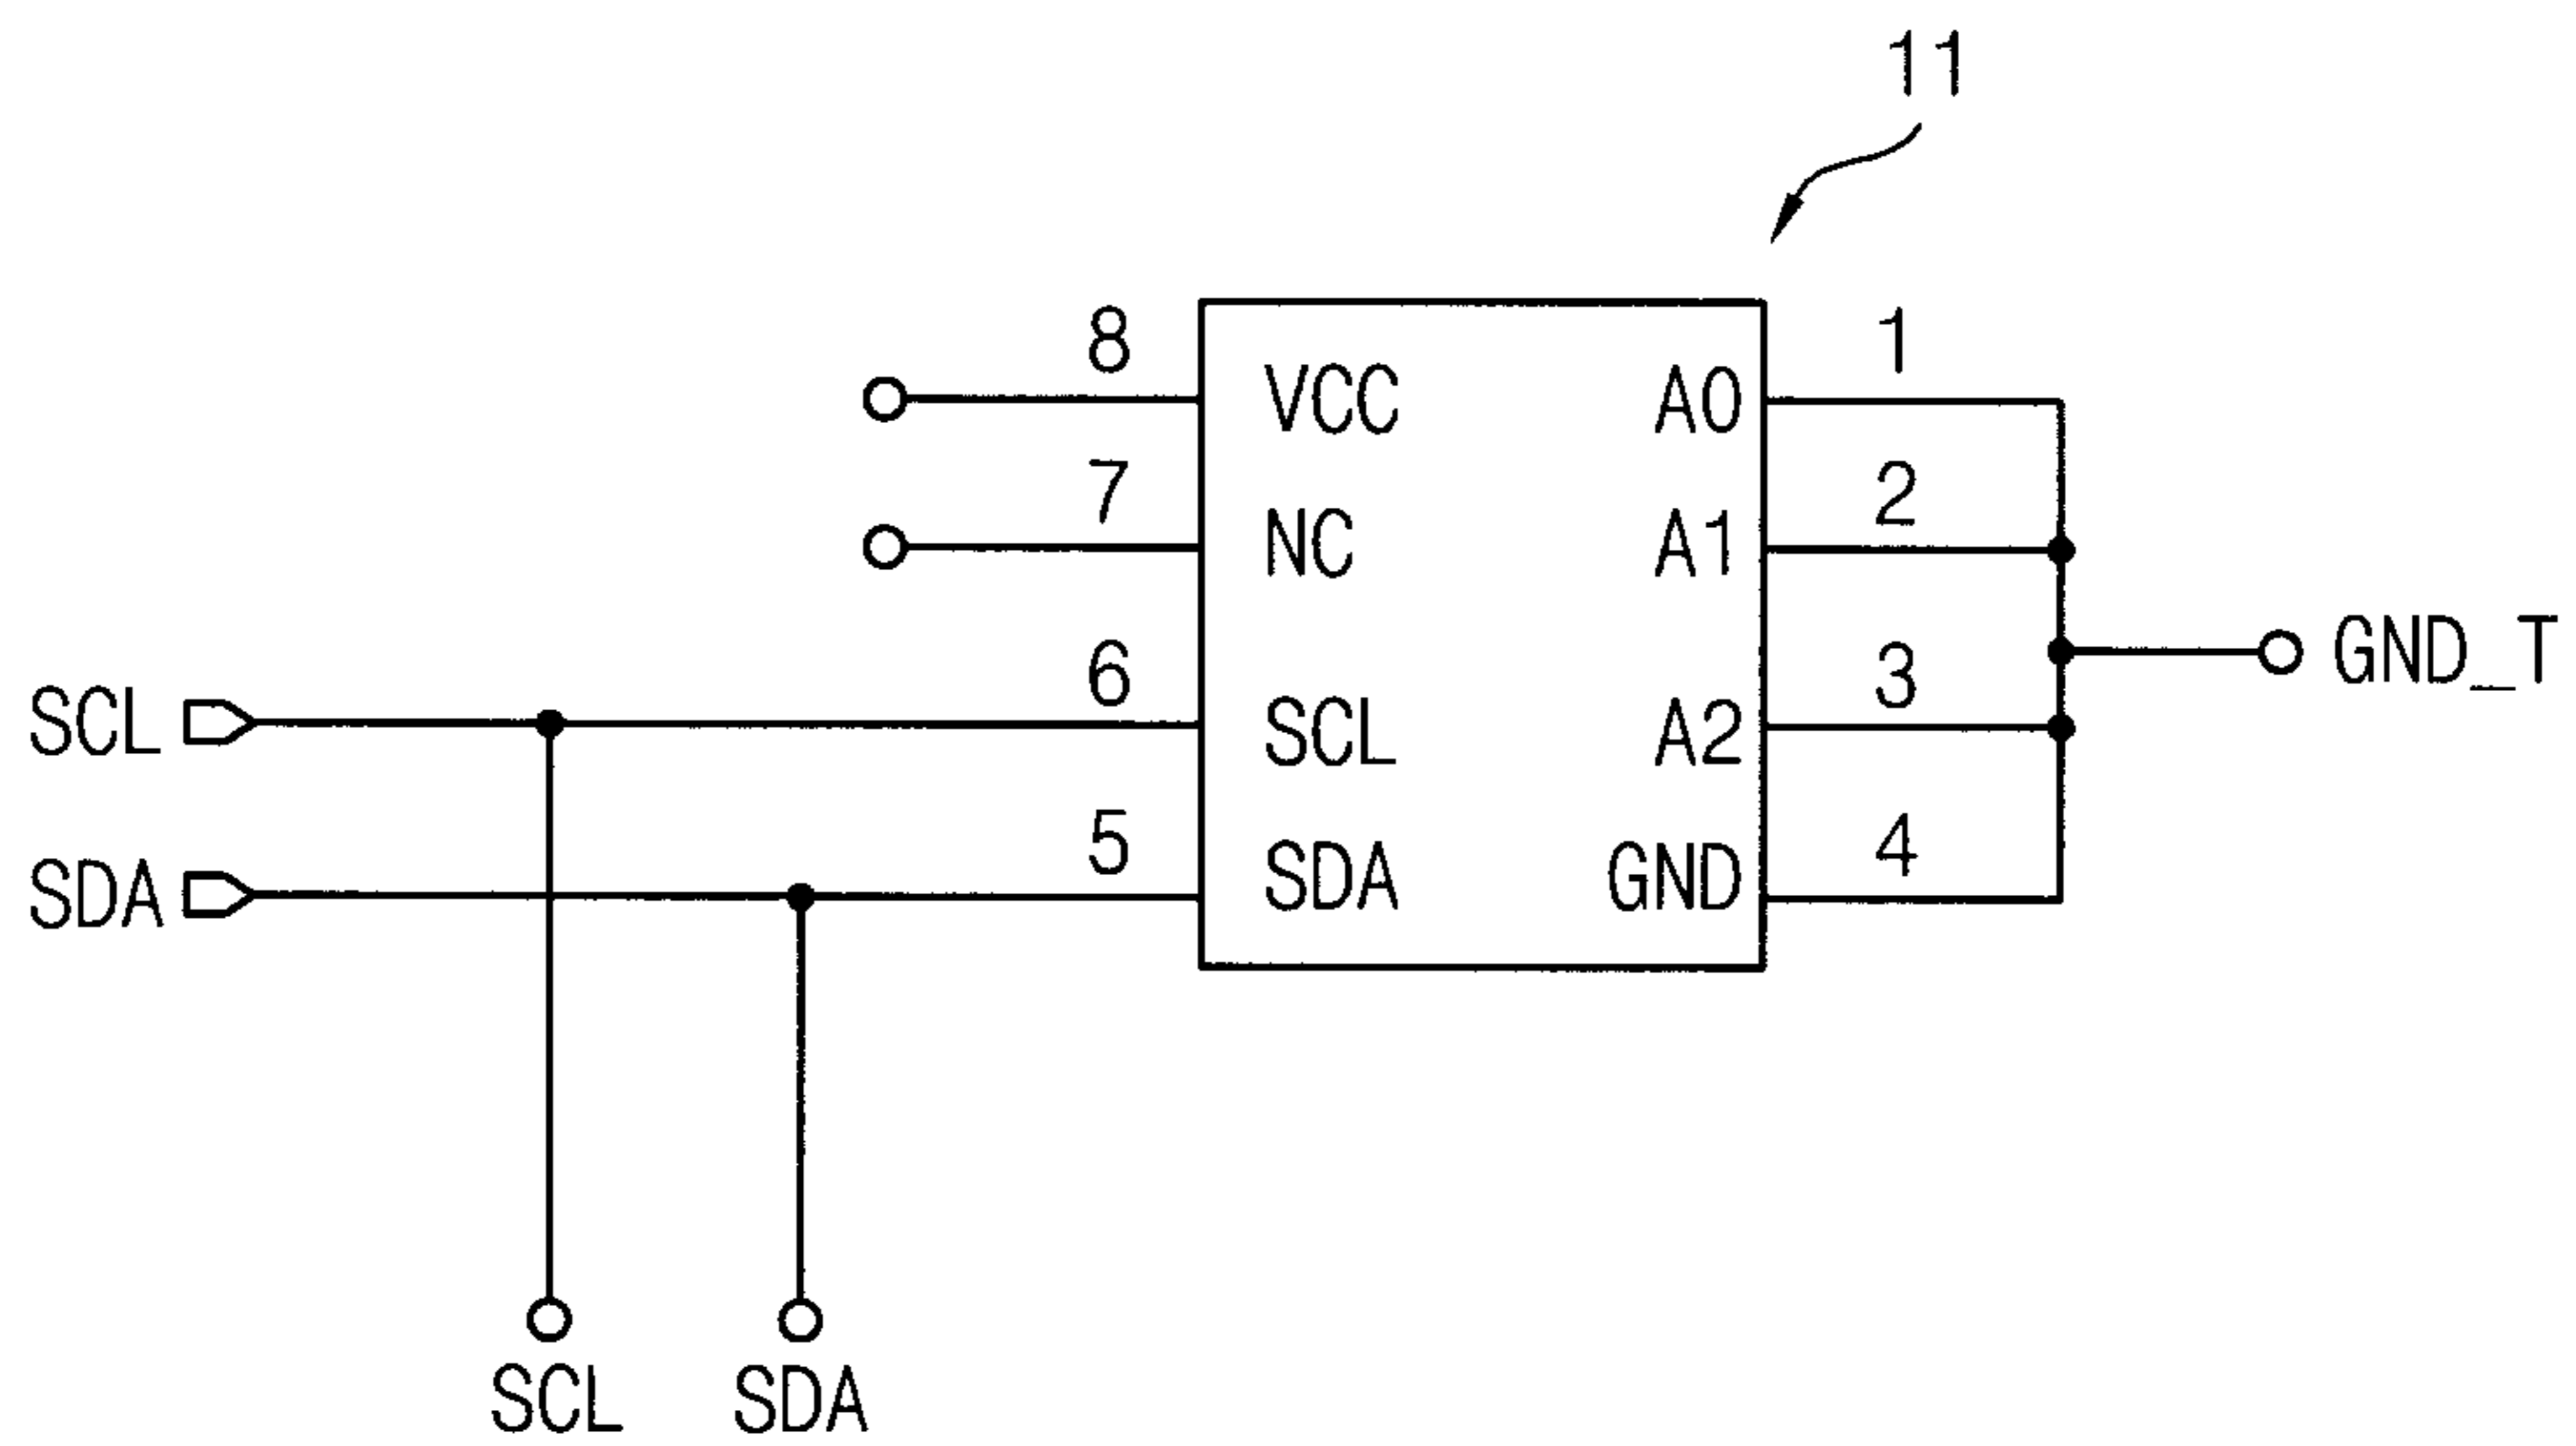 11
8 VCC A0 1
7 NC A1 2
GND_T
SCL 6 SCL A2 3
SDA 5 SDA GND 4
SCL SDA